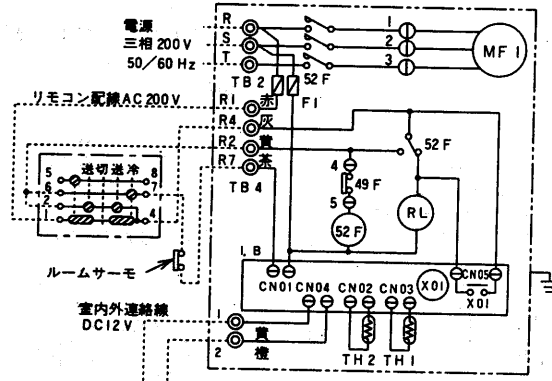 電源
三相 200V
50/60 Hz
R
S
T
TB2
52F
F1
1
2
3
MF1
リモコン配線AC200V
R1 赤
R4 灰
R2 黄
R7 茶
TB4
送切送冷
5
6
2
1
8
7
4
ルームサーモ
4
49F
5
52F
52F
RL
I.B
CN01
CN04
CN02
CN03
X01
CN05
X01
室内外連絡線
DC12V
1
2
黄
橙
TH2
TH1